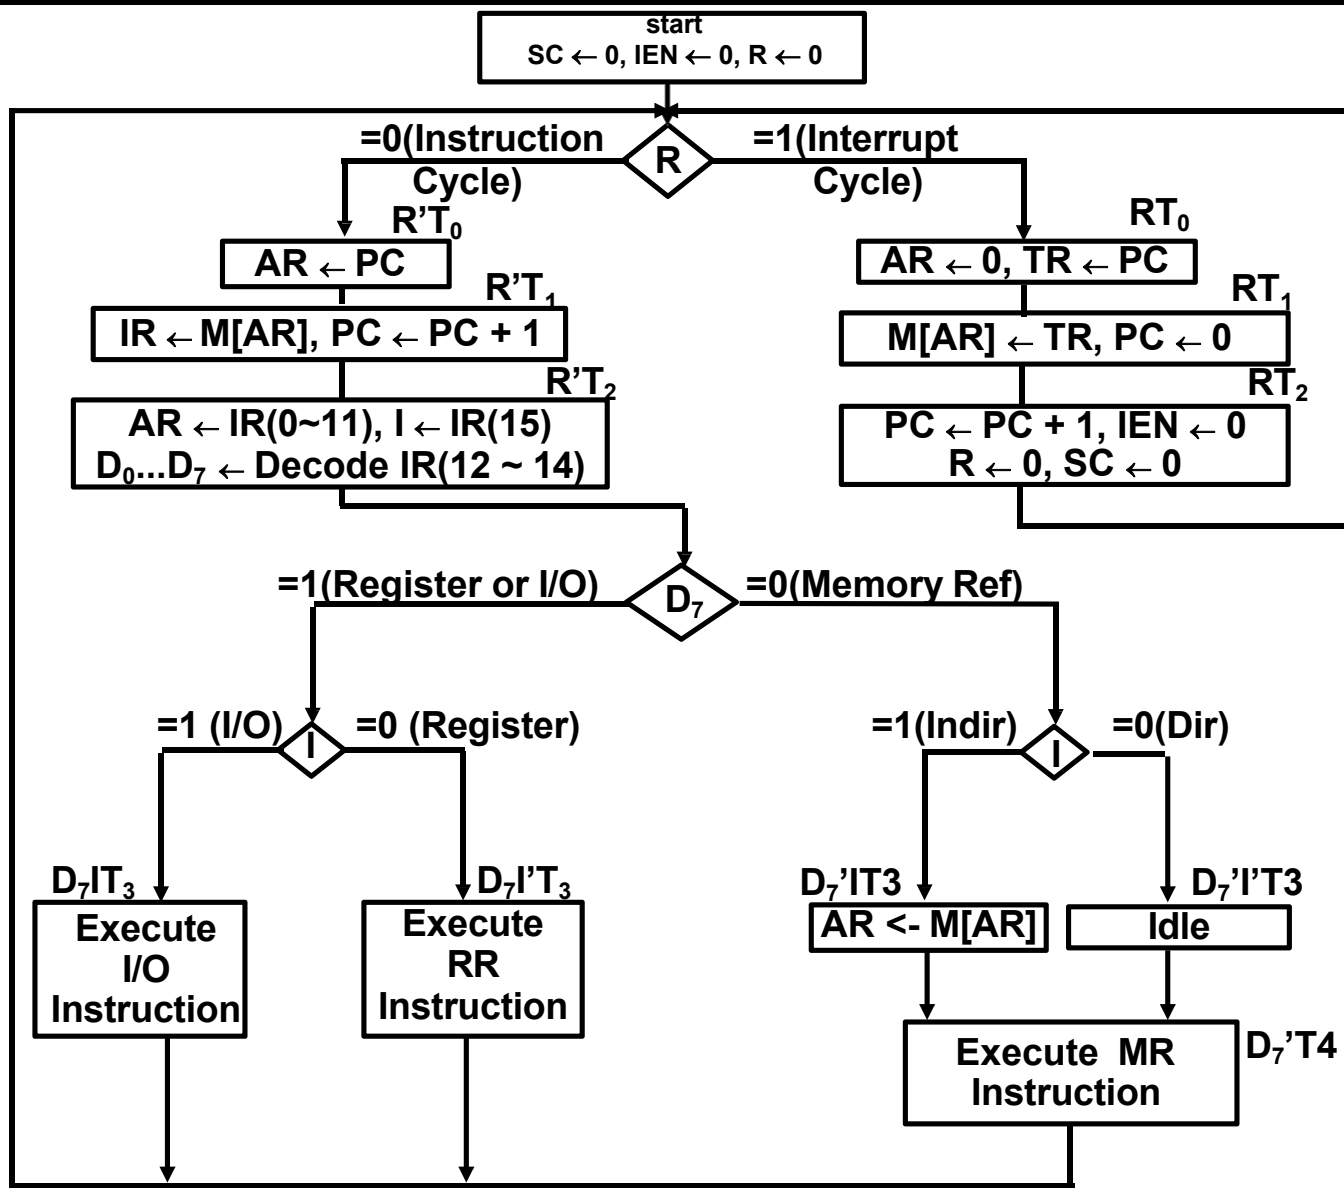 start
SC ← 0, IEN ← 0, R ← 0
=0(Instruction
Cycle)
R
=1(Interrupt
Cycle)
R’T₀
AR ← PC
R’T₁
IR ← M[AR], PC ← PC + 1
R’T₂
AR ← IR(0~11), I ← IR(15)
D₀...D₇ ← Decode IR(12 ~ 14)
RT₀
AR ← 0, TR ← PC
RT₁
M[AR] ← TR, PC ← 0
RT₂
PC ← PC + 1, IEN ← 0
R ← 0, SC ← 0
=1(Register or I/O)
D₇
=0(Memory Ref)
=1 (I/O)
I
=0 (Register)
=1(Indir)
I
=0(Dir)
D₇IT₃
Execute
I/O
Instruction
D₇I’T₃
Execute
RR
Instruction
D₇’IT3
AR <- M[AR]
D₇’I’T3
Idle
Execute MR
Instruction
D₇’T4